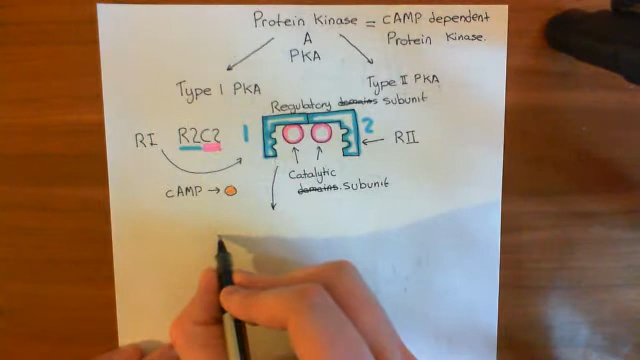 Protein Kinase = cAMP dependent
A Protein Kinase.
PKA
Type I PKA
Type II PKA
Regulatory domains subunit
RI R2C2 1 2 RII
Catalytic
cAMP → domains subunit